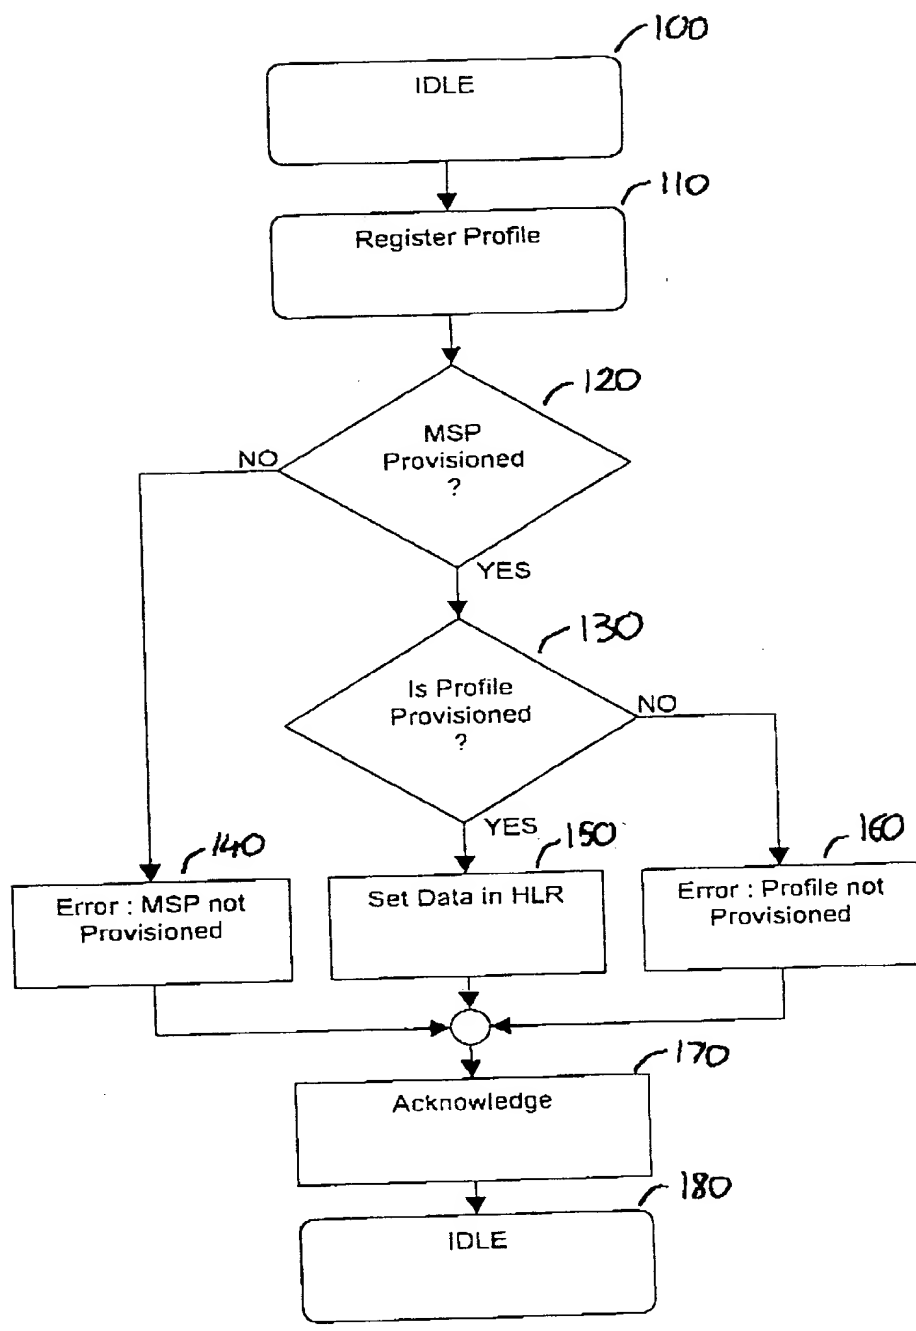 100
IDLE
110
Register Profile
120
MSP
Provisioned
?
NO
YES
130
Is Profile
Provisioned
?
NO
YES
140
Error : MSP not
Provisioned
150
Set Data in HLR
160
Error : Profile not
Provisioned
170
Acknowledge
180
IDLE